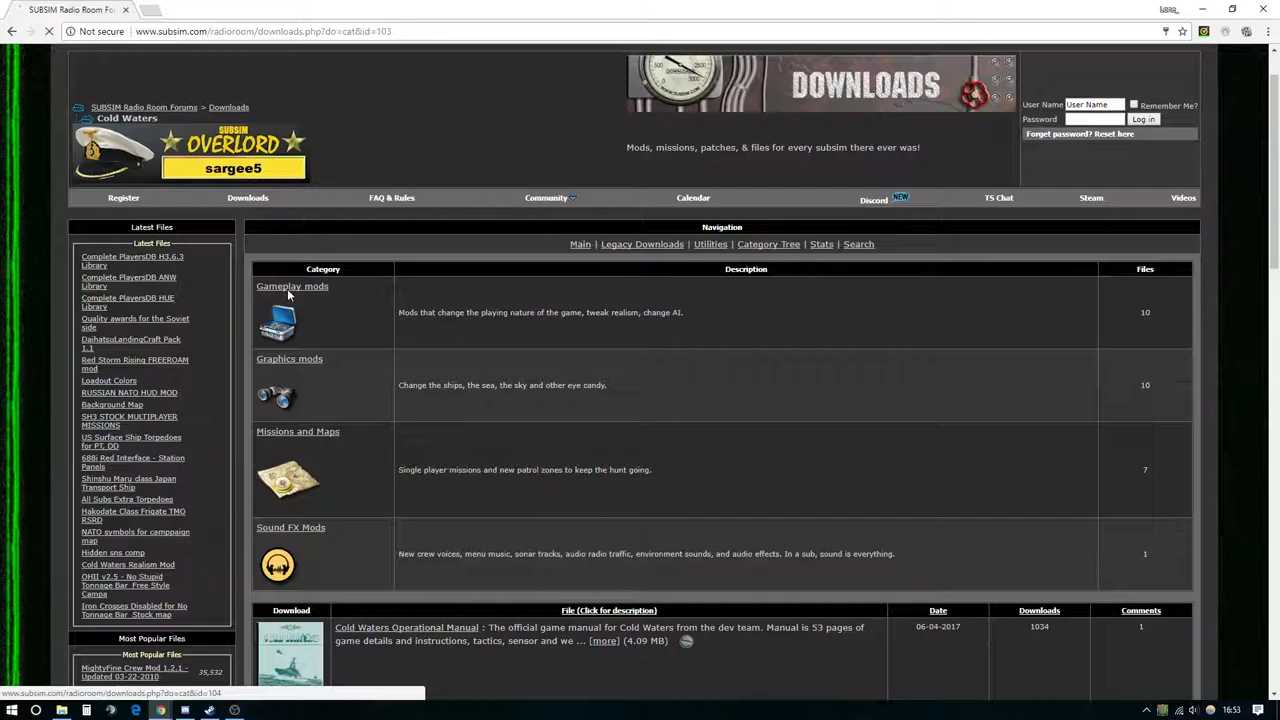 SUBSIM Radio Room Fo
Not secure
www.subsim.com/radioroom/downloads.php?do=cat&id=103
DOWNLOADS
SUBSIM Radio Room Forums > Downloads
Cold Waters
SUBSIM
OVERLORD
sargee5
Mods, missions, patches, & files for every subsim there ever was!
User Name User Name Remember Me?
Password Log in
Forget password? Reset here
Register Downloads FAQ & Rules Community Calendar Discord NEW TS Chat Steam Videos
Latest Files
Latest Files
Complete PlayersDB H3.6.3
Library
Complete PlayersDB ANW
Library
Complete PlayersDB HUE
Library
Quality awards for the Soviet
side
DaihatsuLandingCraft Pack
1.1
Red Storm Rising FREEROAM
mod
Loadout Colors
RUSSIAN NATO HUD MOD
Background Map
SH3 STOCK MULTIPLAYER
MISSIONS
US Surface Ship Torpedoes
for PT, DD
688i Red Interface - Station
Panels
Shinshu Maru class Japan
Transport Ship
All Subs Extra Torpedoes
Hakodate Class Frigate TMO
RSRD
NATO symbols for camppaign
map
Hidden sns comp
Cold Waters Realism Mod
OHII v2.5 - No Stupid
Tonnage Bar_Free Style
Campa
Iron Crosses Disabled for No
Tonnage Bar_Stock map
Most Popular Files
Most Popular Files
MightyFine Crew Mod 1.2.1 -
Updated 03-22-2010
35,532
Navigation
Main | Legacy Downloads | Utilities | Category Tree | Stats | Search
Category Description Files
Gameplay mods
Mods that change the playing nature of the game, tweak realism, change AI. 10
Graphics mods
Change the ships, the sea, the sky and other eye candy. 10
Missions and Maps
Single player missions and new patrol zones to keep the hunt going. 7
Sound FX Mods
New crew voices, menu music, sonar tracks, audio radio traffic, environment sounds, and audio effects. In a sub, sound is everything. 1
Download File (Click for description) Date Downloads Comments
Cold Waters Operational Manual : The official game manual for Cold Waters from the dev team. Manual is 53 pages of
game details and instructions, tactics, sensor and we ... [more] (4.09 MB)
06-04-2017 1034 1
www.subsim.com/radioroom/downloads.php?do=cat&id=104
16:53